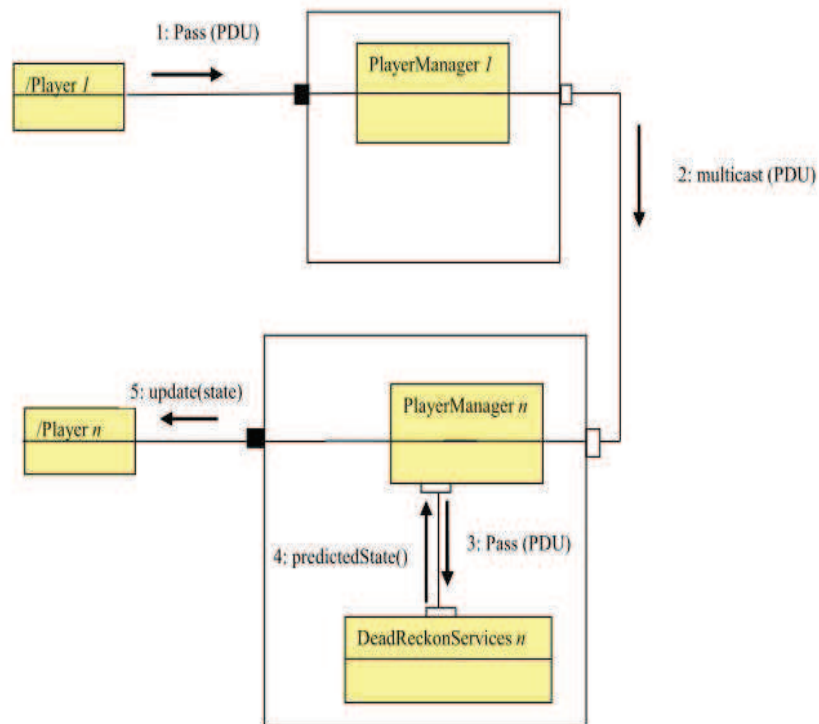 1: Pass (PDU)
/Player 1
PlayerManager 1
2: multicast (PDU)
5: update(state)
/Player n
PlayerManager n
4: predictedState()
3: Pass (PDU)
DeadReckonServices n